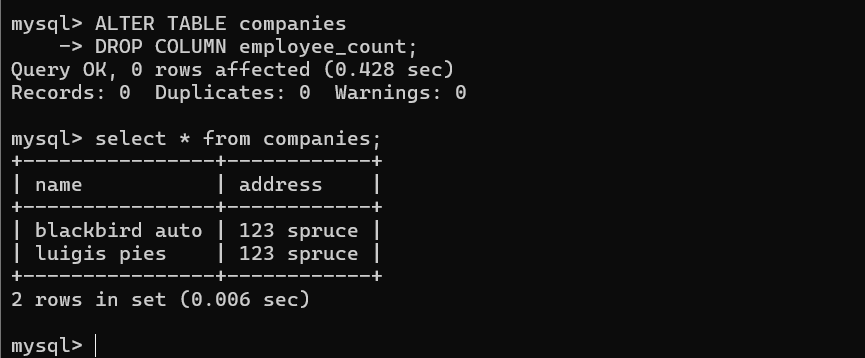 mysql> ALTER TABLE companies
    -> DROP COLUMN employee_count;
Query OK, 0 rows affected (0.428 sec)
Records: 0  Duplicates: 0  Warnings: 0

mysql> select * from companies;
+----------------+------------+
| name           | address    |
+----------------+------------+
| blackbird auto | 123 spruce |
| luigis pies    | 123 spruce |
+----------------+------------+
2 rows in set (0.006 sec)

mysql>